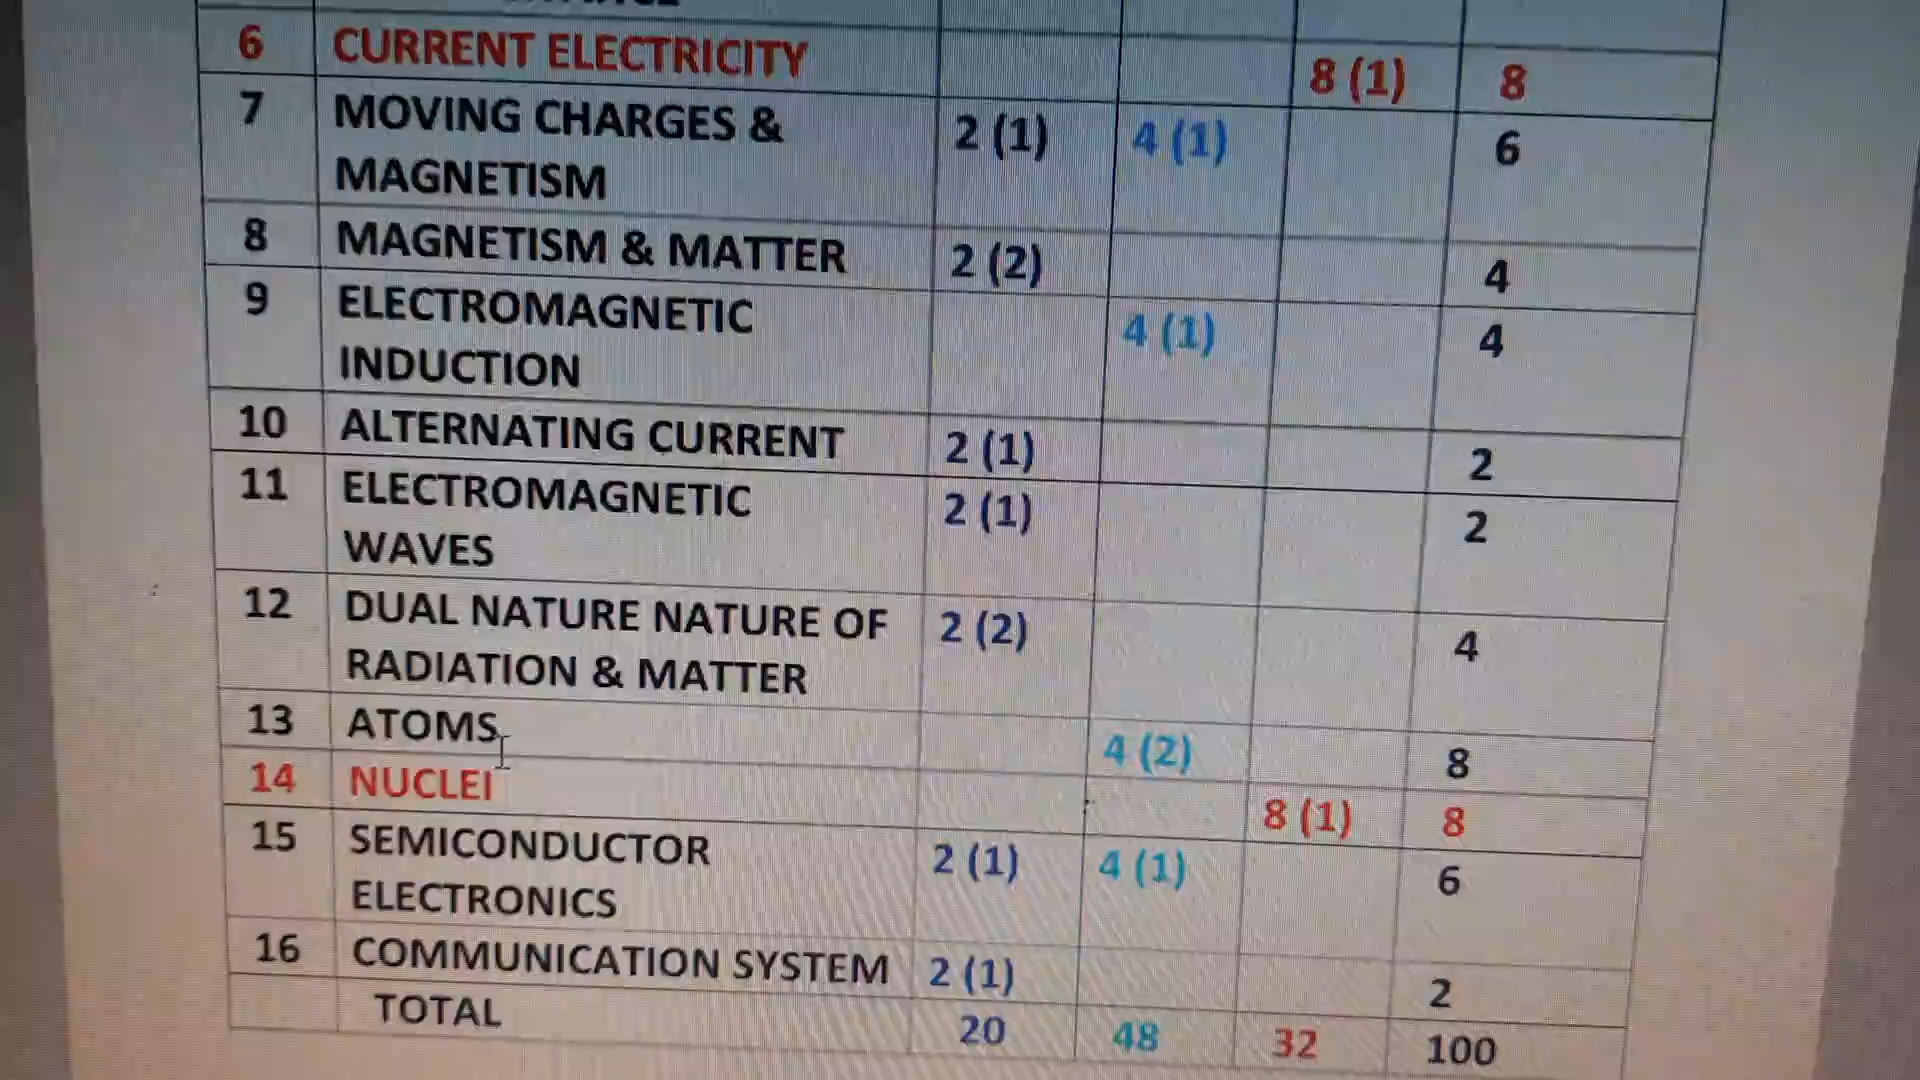 6 CURRENT ELECTRICITY 8 (1) 8
7 MOVING CHARGES & 2 (1) 4 (1) 6
MAGNETISM
8 MAGNETISM & MATTER 2 (2) 4
9 ELECTROMAGNETIC 4 (1) 4
INDUCTION
10 ALTERNATING CURRENT 2 (1) 2
11 ELECTROMAGNETIC 2 (1) 2
WAVES
12 DUAL NATURE NATURE OF 2 (2) 4
RADIATION & MATTER
13 ATOMS 4 (2) 8
14 NUCLEI 8 (1) 8
15 SEMICONDUCTOR 2 (1) 4 (1) 6
ELECTRONICS
16 COMMUNICATION SYSTEM 2 (1) 2
TOTAL 20 48 32 100